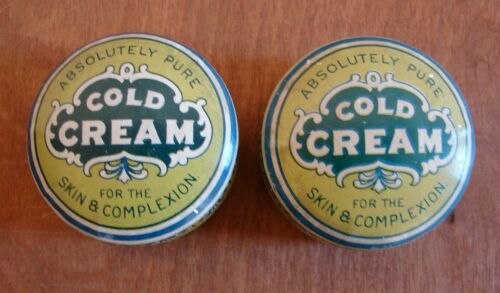 ABSOLUTELY PURE
COLD
CREAM
FOR THE
SKIN & COMPLEXION
ABSOLUTELY PURE
COLD
CREAM
FOR THE
SKIN & COMPLEXION